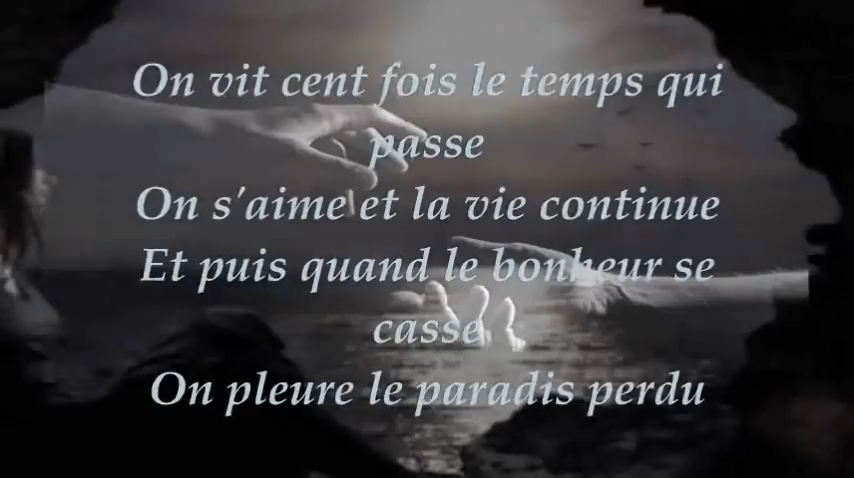 On vit cent fois le temps qui
passe
On s'aime et la vie continue
Et puis quand le bonheur se
casse
On pleure le paradis perdu